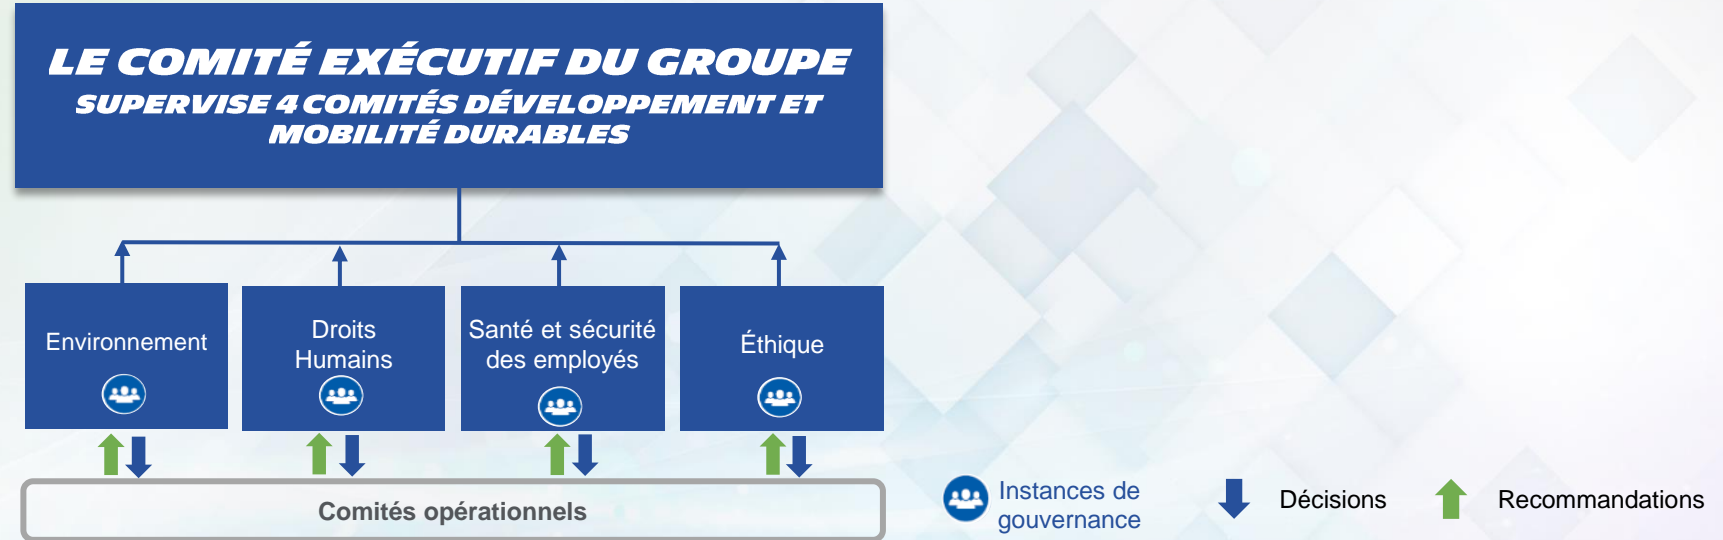 LE COMITÉ EXÉCUTIF DU GROUPE
SUPERVISE 4 COMITÉS DÉVELOPPEMENT ET
MOBILITÉ DURABLES
Environnement
Droits
Humains
Santé et sécurité
des employés
Éthique
Comités opérationnels
Instances de
gouvernance
Décisions
Recommandations